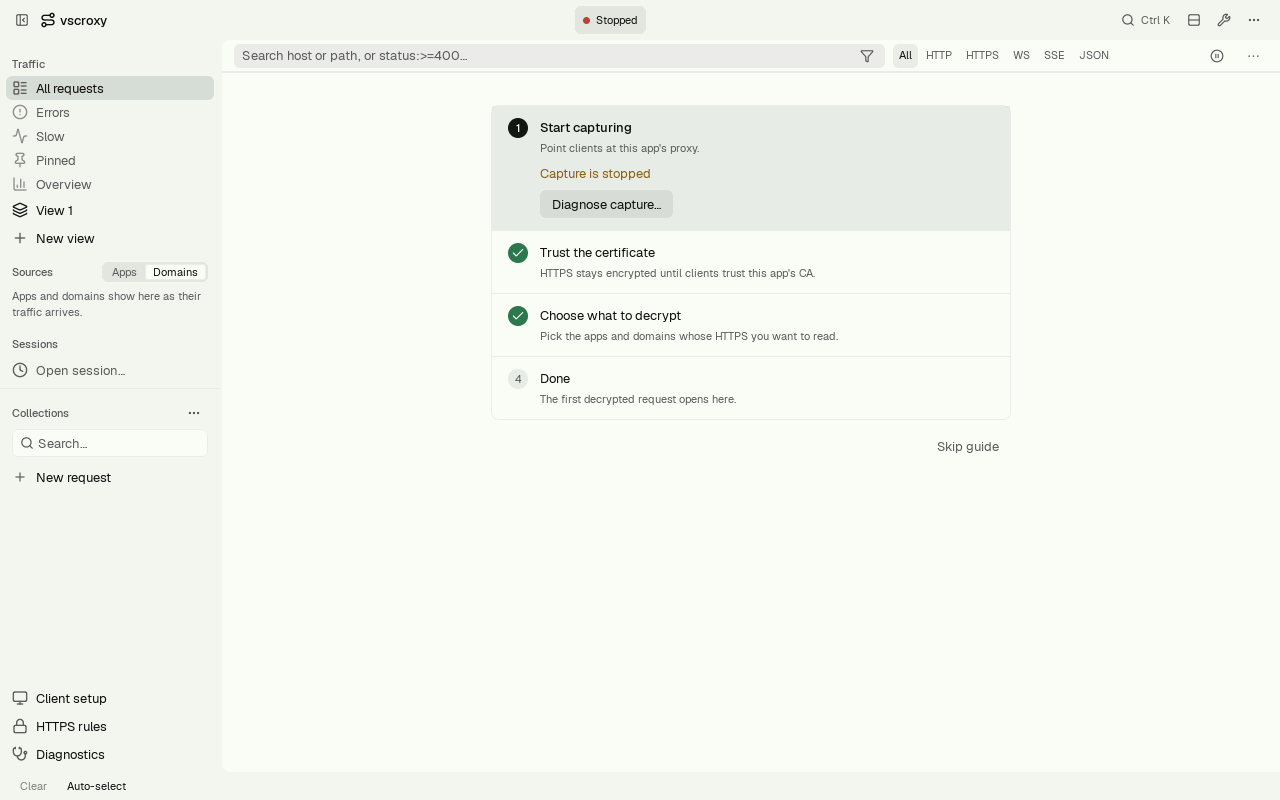 vscroxy
Stopped
Ctrl K
Traffic
All requests
Errors
Slow
Pinned
Overview
View 1
New view
Sources
Apps
Domains
Apps and domains show here as their
traffic arrives.
Sessions
Open session…
Collections
Search…
New request
Client setup
HTTPS rules
Diagnostics
Clear
Auto-select
Search host or path, or status:>=400…
All
HTTP
HTTPS
WS
SSE
JSON
1
Start capturing
Point clients at this app's proxy.
Capture is stopped
Diagnose capture…
Trust the certificate
HTTPS stays encrypted until clients trust this app's CA.
Choose what to decrypt
Pick the apps and domains whose HTTPS you want to read.
4
Done
The first decrypted request opens here.
Skip guide